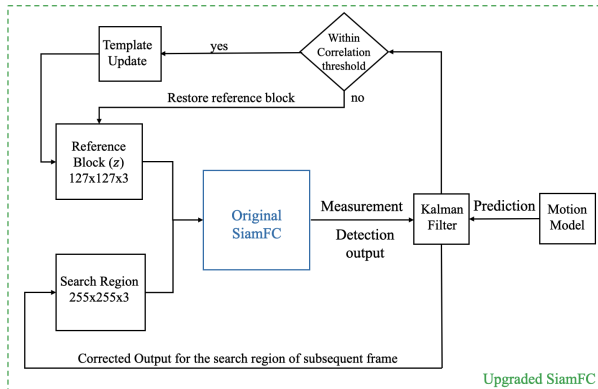 Template
Update
yes
Within
Correlation
threshold
no
Restore reference block
Reference
Block (z)
127x127x3
Original
SiamFC
Measurement
Detection
output
Kalman
Filter
Prediction
Motion
Model
Search Region
255x255x3
Corrected Output for the search region of subsequent frame
Upgraded SiamFC